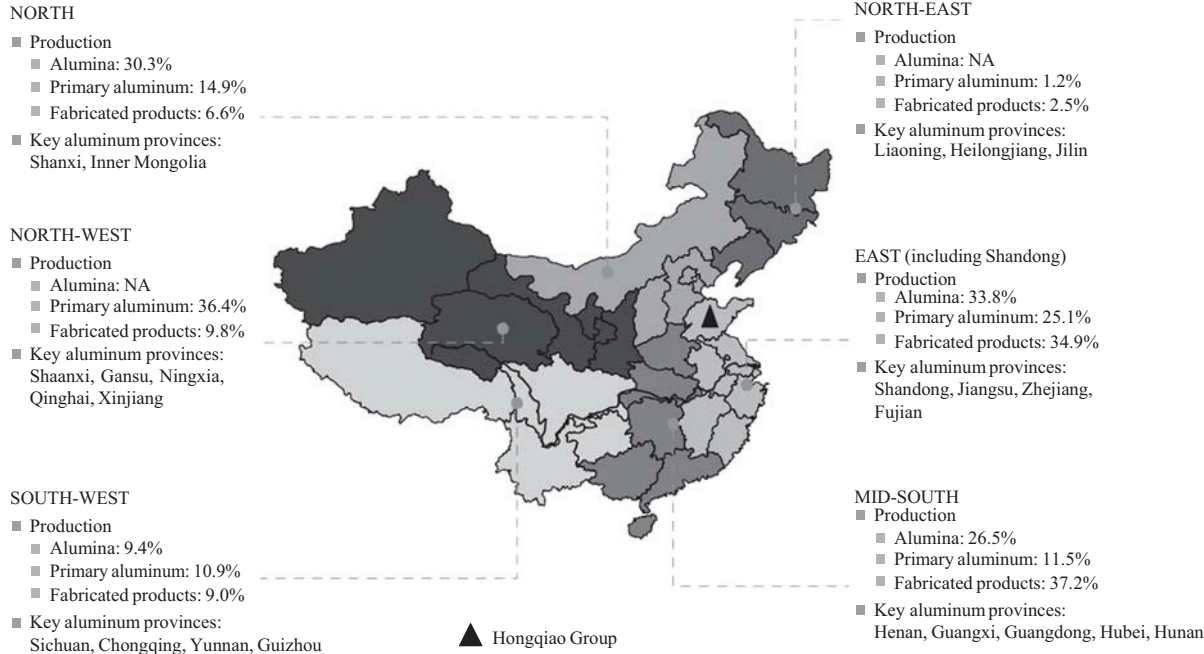 NORTH
Production
Alumina: 30.3%
Primary aluminum: 14.9%
Fabricated products: 6.6%
Key aluminum provinces:
Shanxi, Inner Mongolia
NORTH-WEST
Production
Alumina: NA
Primary aluminum: 36.4%
Fabricated products: 9.8%
Key aluminum provinces:
Shaanxi, Gansu, Ningxia,
Qinghai, Xinjiang
SOUTH-WEST
Production
Alumina: 9.4%
Primary aluminum: 10.9%
Fabricated products: 9.0%
Key aluminum provinces:
Sichuan, Chongqing, Yunnan, Guizhou
Hongqiao Group
NORTH-EAST
Production
Alumina: NA
Primary aluminum: 1.2%
Fabricated products: 2.5%
Key aluminum provinces:
Liaoning, Heilongjiang, Jilin
EAST (including Shandong)
Production
Alumina: 33.8%
Primary aluminum: 25.1%
Fabricated products: 34.9%
Key aluminum provinces:
Shandong, Jiangsu, Zhejiang,
Fujian
MID-SOUTH
Production
Alumina: 26.5%
Primary aluminum: 11.5%
Fabricated products: 37.2%
Key aluminum provinces:
Henan, Guangxi, Guangdong, Hubei, Hunan